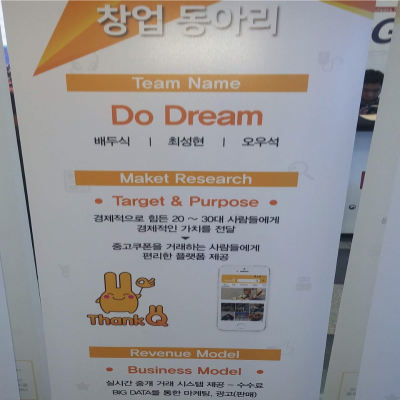 창업 동아리
Team Name
Do Dream
배두식 | 최성현 | 오우석
Maket Research
• Target & Purpose •
경제적으로 힘든 20 ~ 30대 사람들에게
경제적인 가치를 전달
중고쿠폰을 거래하는 사람들에게
편리한 플랫폼 제공
Thank Q
Revenue Model
• Business Model •
실시간 중개 거래 시스템 제공 - 수수료
BIG DATA를 통한 마케팅, 광고(판매)